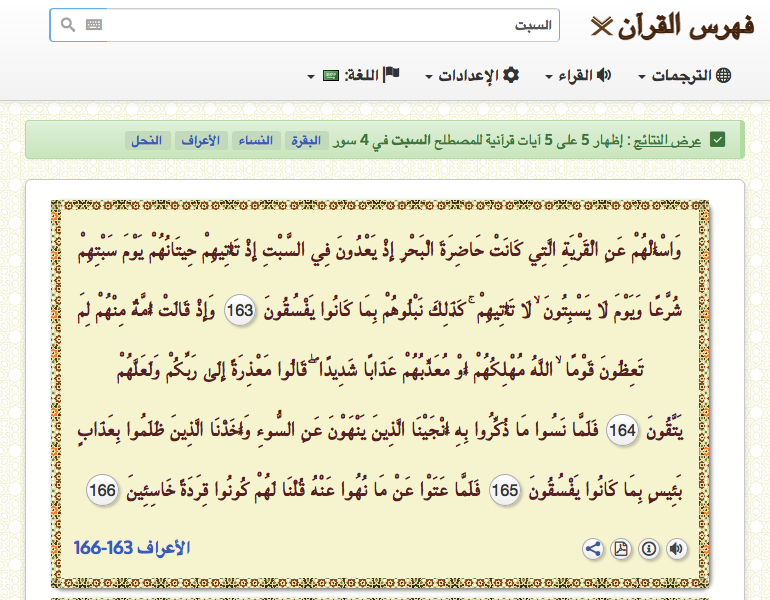 فهرس القرآن
السبت
الترجمات القراء الإعدادات اللغة:
عرض النتائج : إظهار 5 على 5 آيات قرآنية للمصطلح السبت في 4 سور البقرة النساء الأعراف النحل
وَاسْأَلْهُمْ عَنِ الْقَرْيَةِ الَّتِي كَانَتْ حَاضِرَةَ الْبَحْرِ إِذْ يَعْدُونَ فِي السَّبْتِ إِذْ تَأْتِيهِمْ حِيتَانُهُمْ يَوْمَ سَبْتِهِمْ
شُرَّعًا وَيَوْمَ لَا يَسْبِتُونَ ۙ لَا تَأْتِيهِمْ ۚ كَذَٰلِكَ نَبْلُوهُمْ بِمَا كَانُوا يَفْسُقُونَ 163 وَإِذْ قَالَتْ أُمَّةٌ مِنْهُمْ لِمَ
تَعِظُونَ قَوْمًا ۙ اللَّهُ مُهْلِكُهُمْ أَوْ مُعَذِّبُهُمْ عَذَابًا شَدِيدًا ۖ قَالُوا مَعْذِرَةً إِلَىٰ رَبِّكُمْ وَلَعَلَّهُمْ
يَتَّقُونَ 164 فَلَمَّا نَسُوا مَا ذُكِّرُوا بِهِ أَنْجَيْنَا الَّذِينَ يَنْهَوْنَ عَنِ السُّوءِ وَأَخَذْنَا الَّذِينَ ظَلَمُوا بِعَذَابٍ
بَئِيسٍ بِمَا كَانُوا يَفْسُقُونَ 165 فَلَمَّا عَتَوْا عَنْ مَا نُهُوا عَنْهُ قُلْنَا لَهُمْ كُونُوا قِرَدَةً خَاسِئِينَ 166
الأعراف 163-166